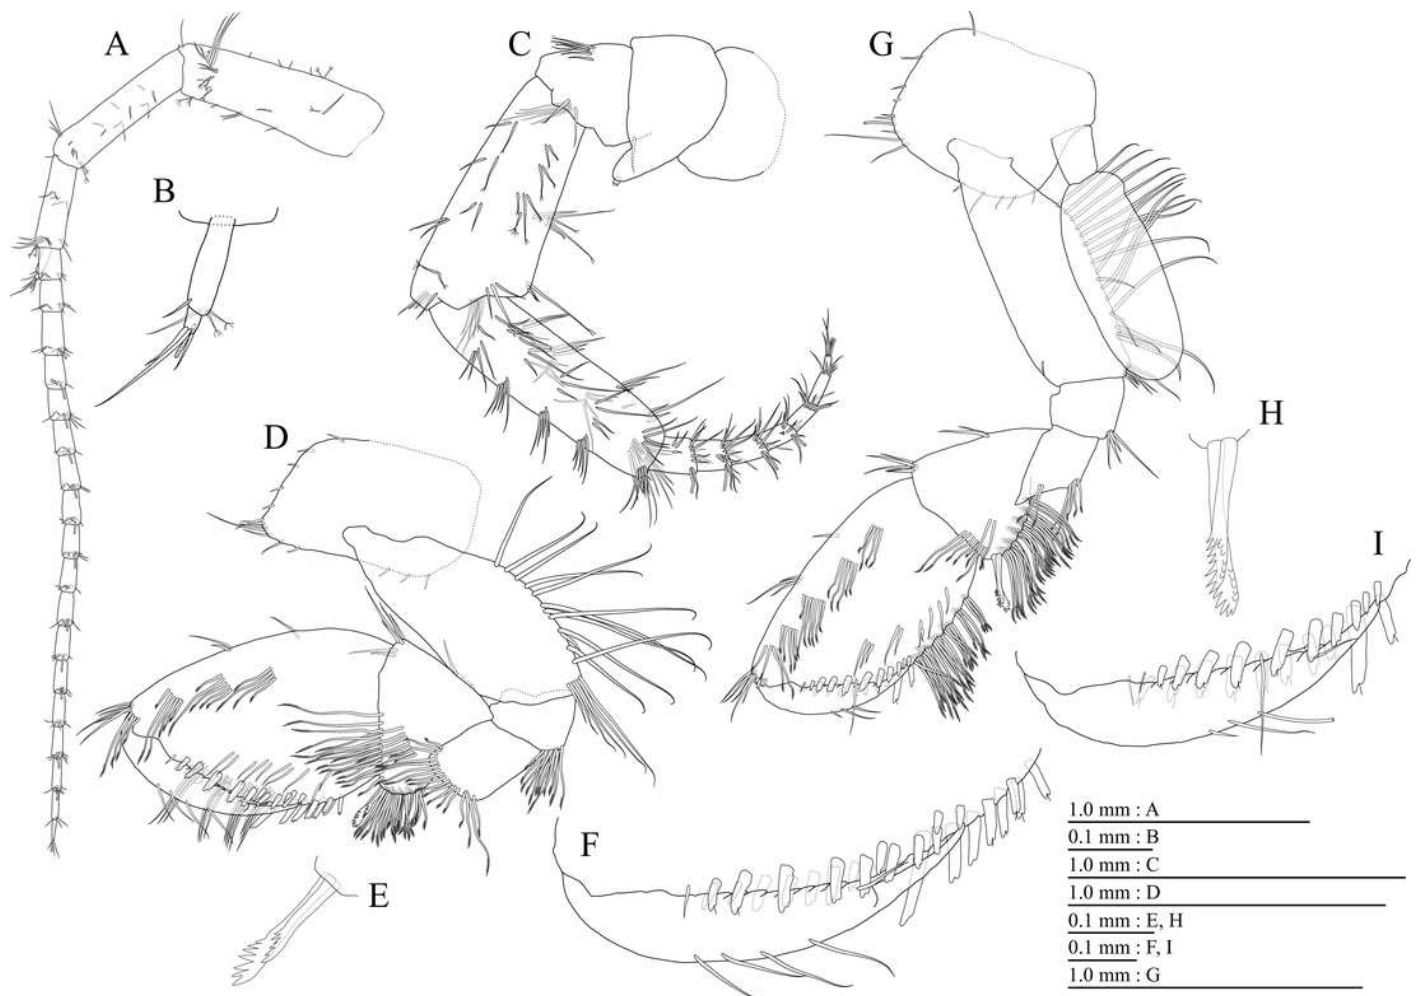 A
C
G
B
D
H
I
E
F
1.0 mm : A
0.1 mm : B
1.0 mm : C
1.0 mm : D
0.1 mm : E, H
0.1 mm : F, I
1.0 mm : G